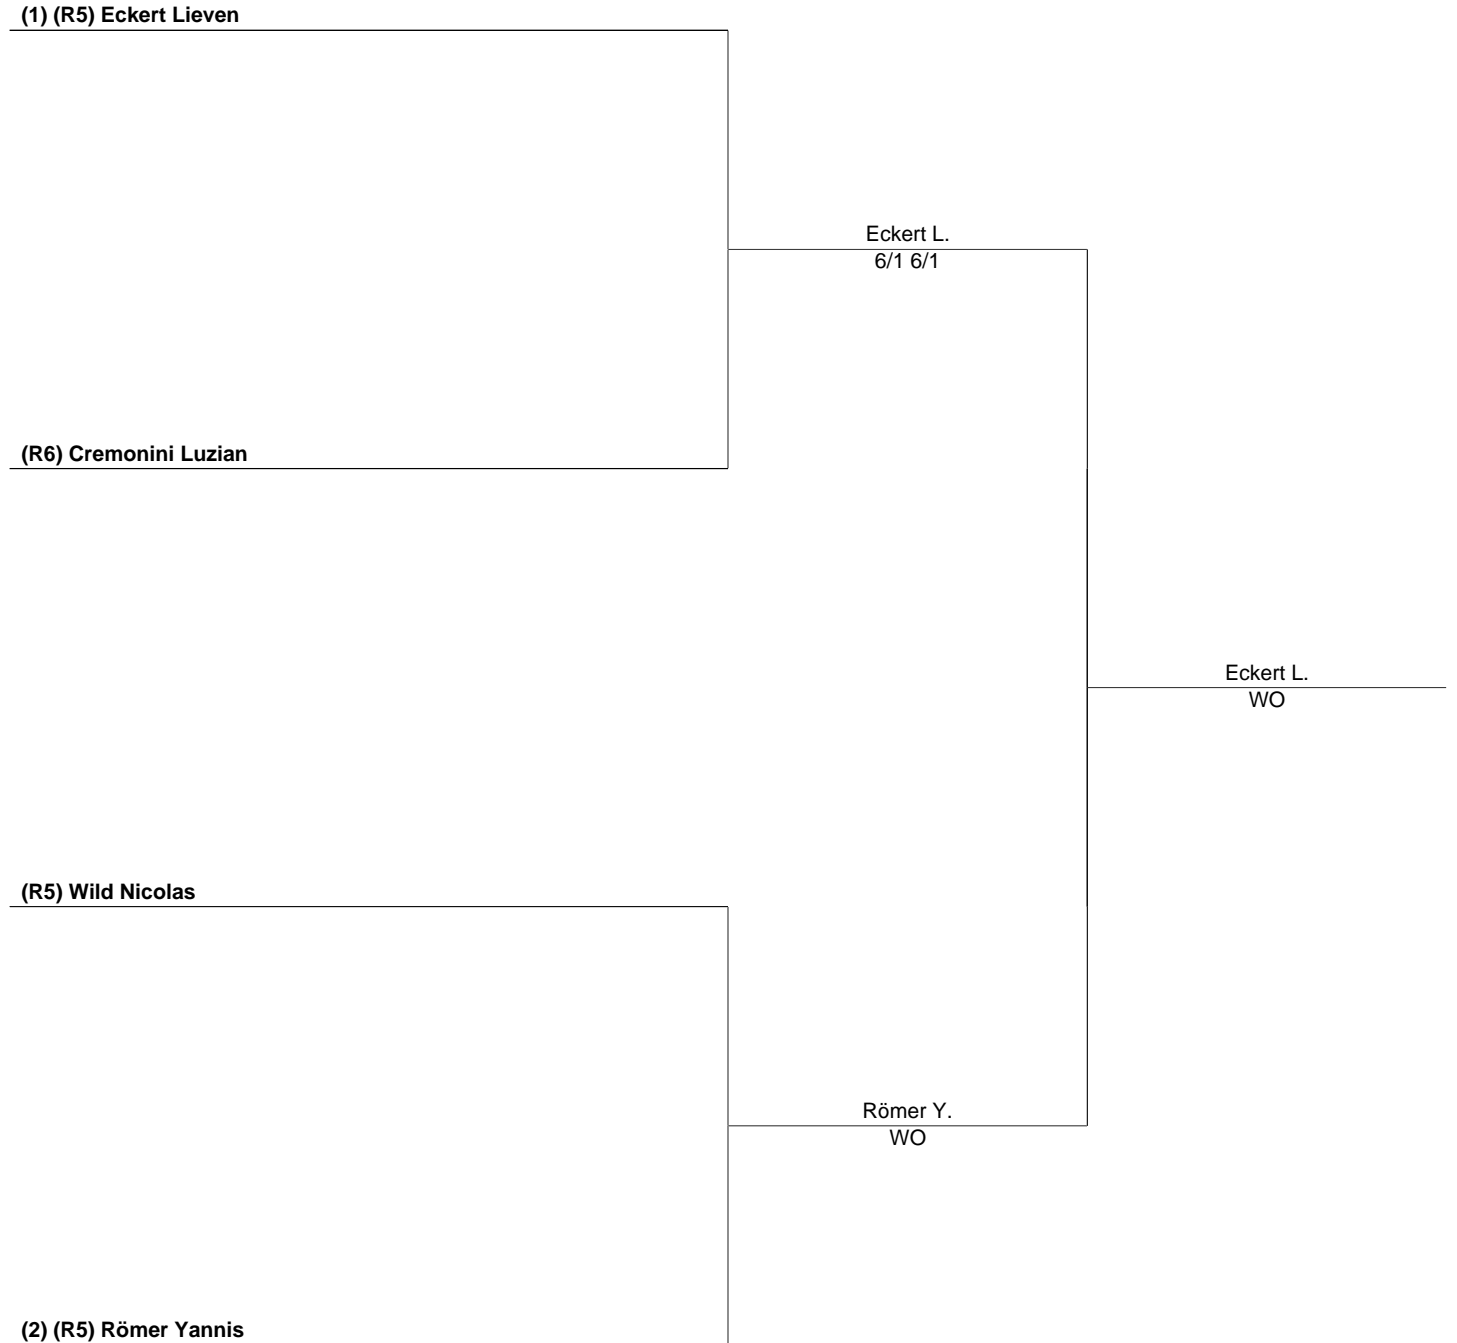 (1) (R5) Eckert Lieven
Eckert L.
6/1 6/1
(R6) Cremonini Luzian
Eckert L.
WO
(R5) Wild Nicolas
Römer Y.
WO
(2) (R5) Römer Yannis